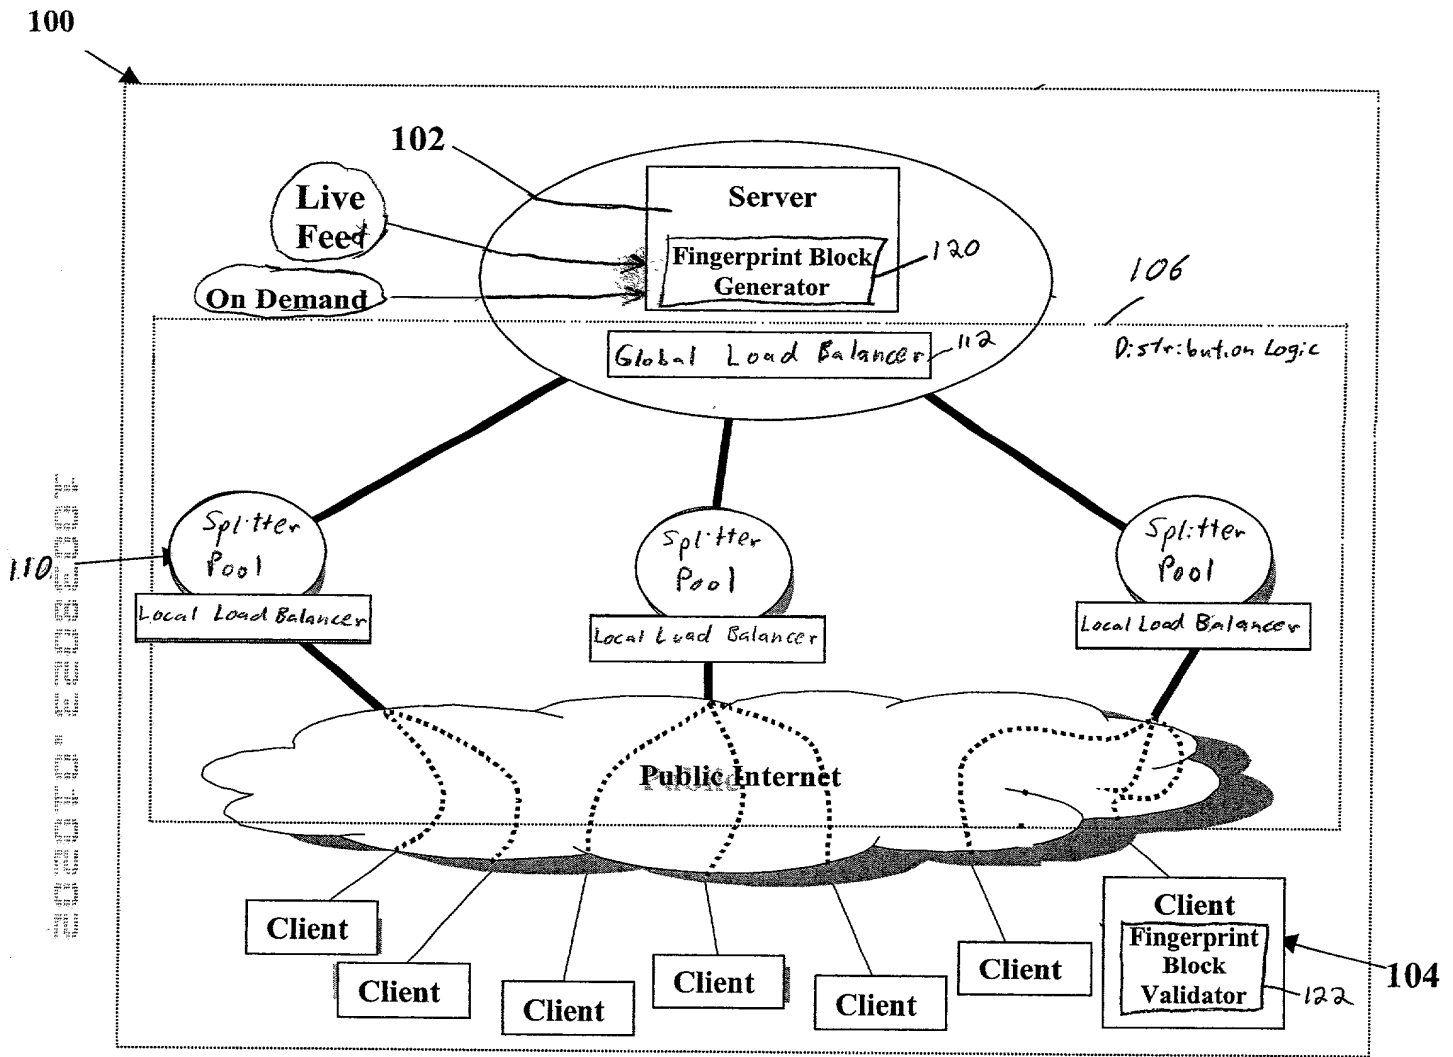 100
102
Live
Feed
On Demand
Server
Fingerprint Block
Generator
120
106
Global Load Balancer
112
Distribution Logic
Splitter
Pool
Local Load Balancer
110
Splitter
Pool
Local Load Balancer
Splitter
Pool
Local Load Balancer
Public Internet
Client
Client
Client
Client
Client
Client
Client
Fingerprint
Block
Validator
122
104
10038023.010202